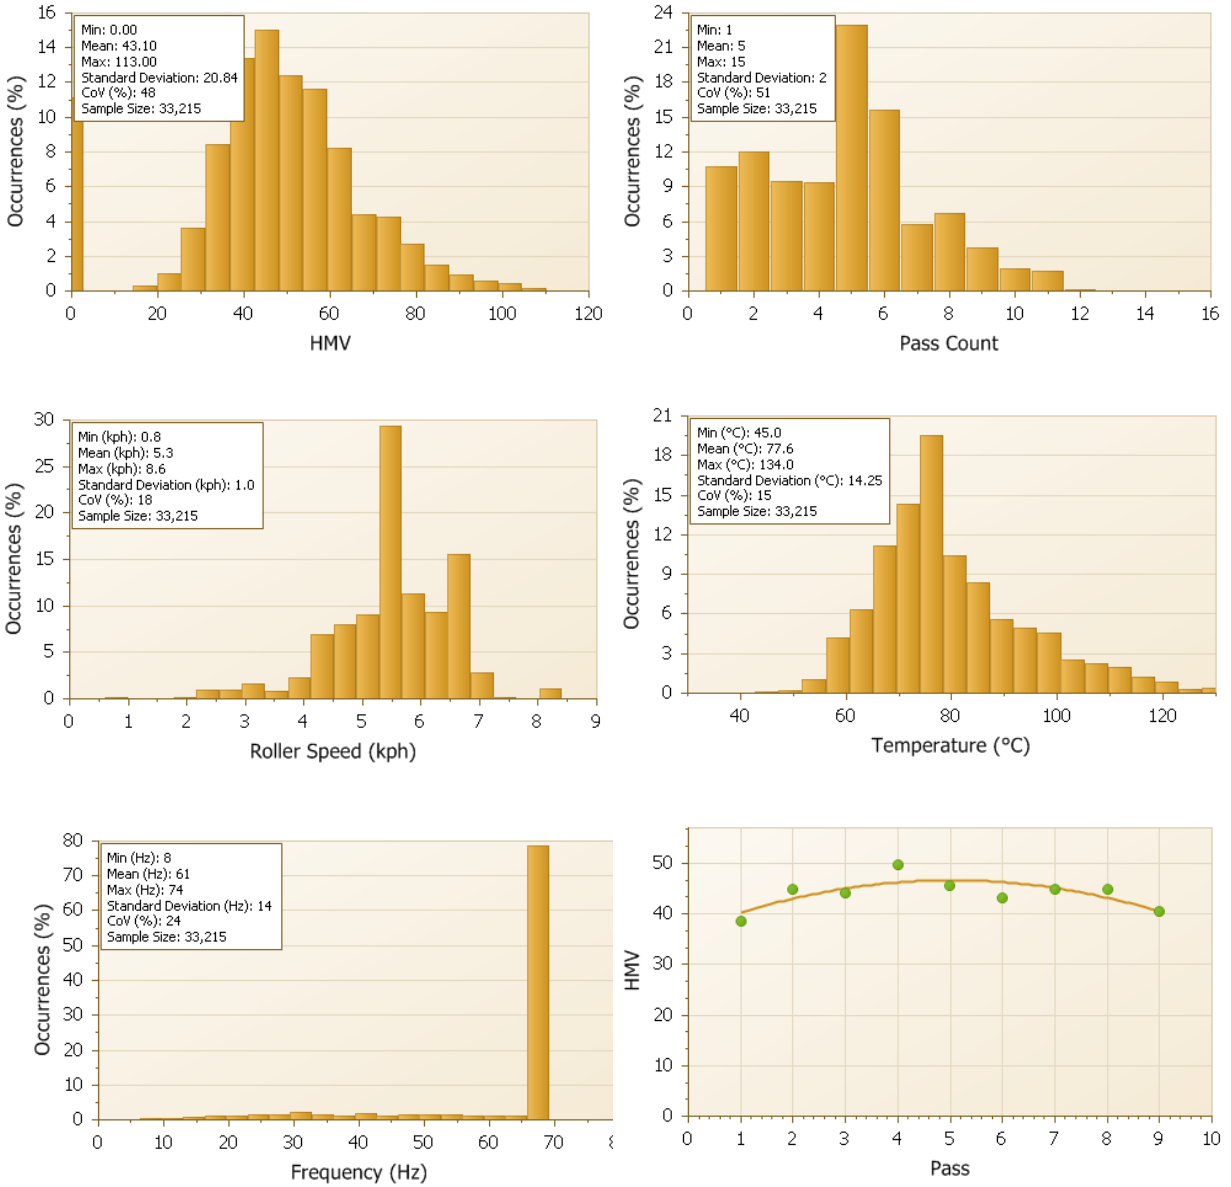 16
14
12
10
8
6
4
2
0
Occurrences (%)
Min: 0.00
Mean: 43.10
Max: 113.00
Standard Deviation: 20.84
CoV (%): 48
Sample Size: 33,215
0 20 40 60 80 100 120
HMV
24
21
18
15
12
9
6
3
0
Occurrences (%)
Min: 1
Mean: 5
Max: 15
Standard Deviation: 2
CoV (%): 51
Sample Size: 33,215
0 2 4 6 8 10 12 14 16
Pass Count
30
25
20
15
10
5
0
Occurrences (%)
Min (kph): 0.8
Mean (kph): 5.3
Max (kph): 8.6
Standard Deviation (kph): 1.0
CoV (%): 18
Sample Size: 33,215
0 1 2 3 4 5 6 7 8 9
Roller Speed (kph)
21
18
15
12
9
6
3
0
Occurrences (%)
Min (°C): 45.0
Mean (°C): 77.6
Max (°C): 134.0
Standard Deviation (°C): 14.25
CoV (%): 15
Sample Size: 33,215
40 60 80 100 120
Temperature (°C)
80
70
60
50
40
30
20
10
0
Occurrences (%)
Min (Hz): 8
Mean (Hz): 61
Max (Hz): 74
Standard Deviation (Hz): 14
CoV (%): 24
Sample Size: 33,215
0 10 20 30 40 50 60 70
Frequency (Hz)
50
40
30
20
10
0
HMV
0 1 2 3 4 5 6 7 8 9 10
Pass